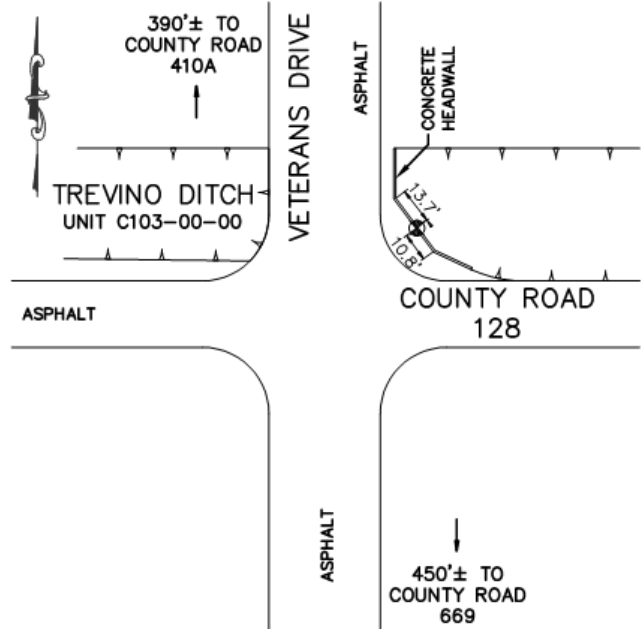 390'± TO
COUNTY ROAD
410A
VETERANS DRIVE
ASPHALT
CONCRETE
HEADWALL
TREVINO DITCH
UNIT C103-00-00
13.7'
10.8'
COUNTY ROAD
128
ASPHALT
ASPHALT
450'± TO
COUNTY ROAD
669